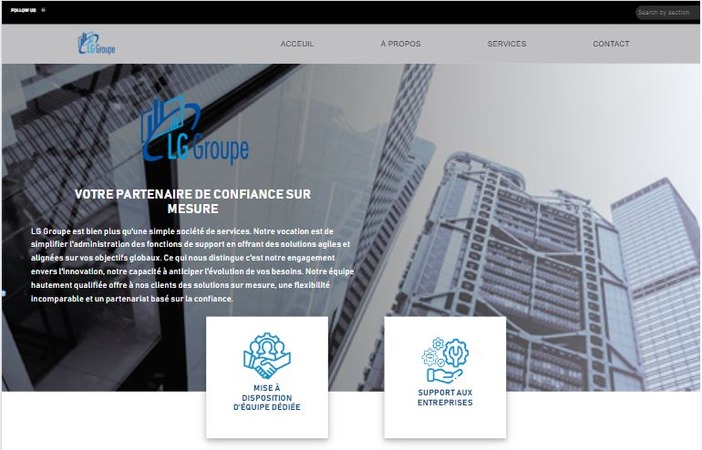 FOLLOW US
Search by section
LG Groupe
ACCEUIL
À PROPOS
SERVICES
CONTACT
LG Groupe
VOTRE PARTENAIRE DE CONFIANCE SUR
MESURE
LG Groupe est bien plus qu'une simple société de services. Notre vocation est de
simplifier l'administration des fonctions de support en offrant des solutions agiles et
alignées sur vos objectifs globaux. Ce qui nous distingue c'est notre engagement
envers l'innovation, notre capacité à anticiper l'évolution de vos besoins. Notre équipe
hautement qualifiée offre à nos clients des solutions sur mesure, une flexibilité
incomparable et un partenariat basé sur la confiance.
MISE À
DISPOSITION
D'ÉQUIPE DÉDIÉE
SUPPORT AUX
ENTREPRISES